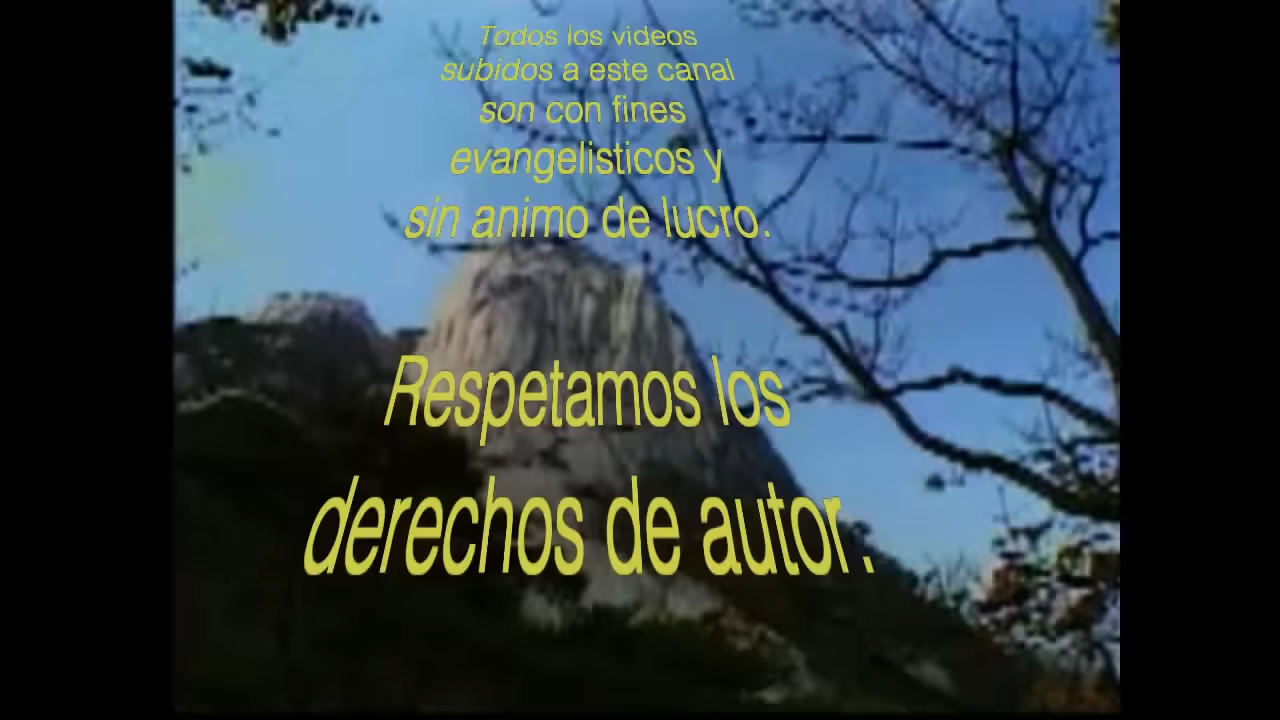 Todos los videos
subidos a este canal
son con fines
evangelisticos y
sin animo de lucro.
Respetamos los
derechos de autor.